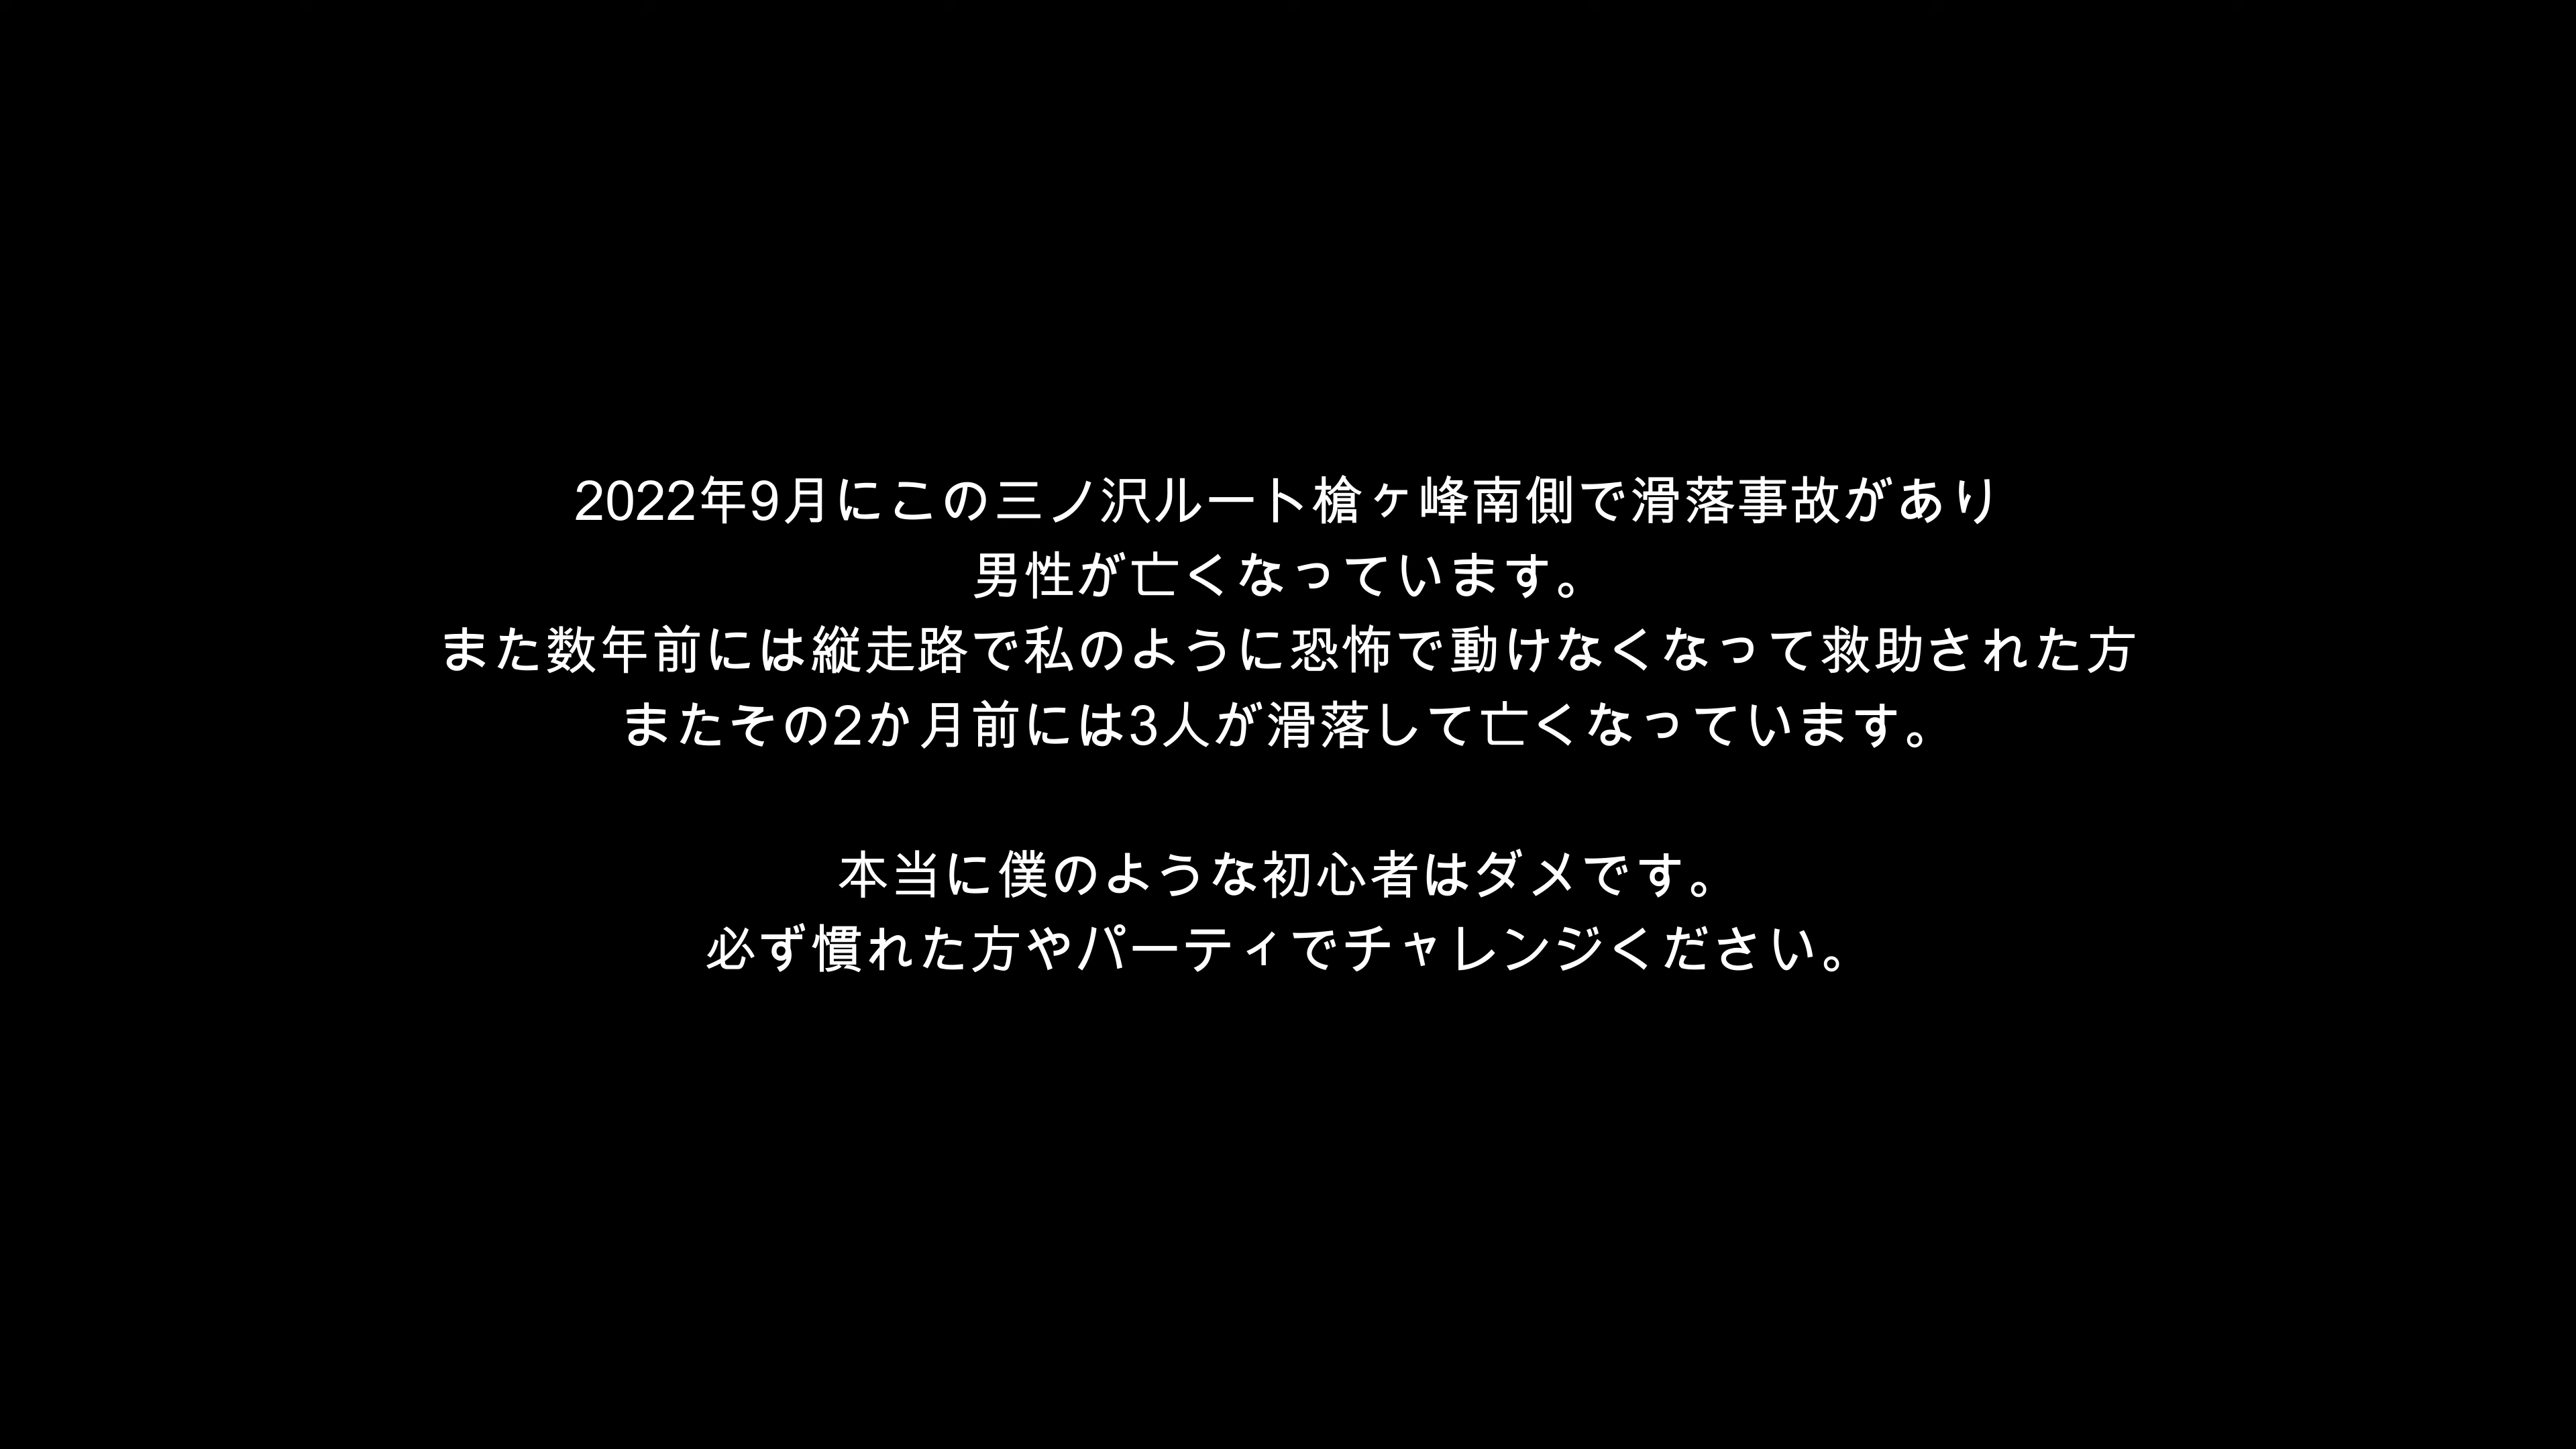 2022年9月にこの三ノ沢ルート槍ヶ峰南側で滑落事故があり
男性が亡くなっています。
また数年前には縦走路で私のように恐怖で動けなくなって救助された方
またその2か月前には3人が滑落して亡くなっています。
本当に僕のような初心者はダメです。
必ず慣れた方やパーティでチャレンジください。